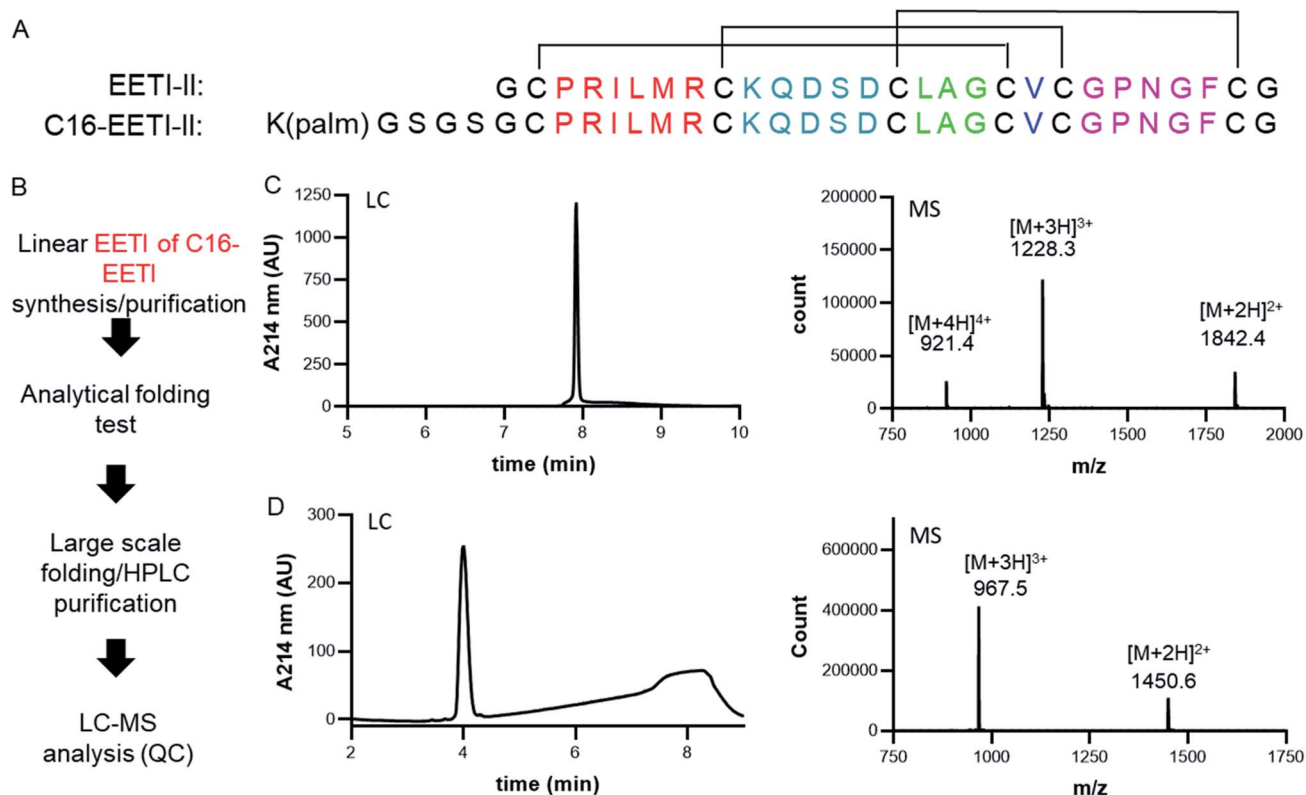 A
EETI-II: G C P R I L M R C K Q D S D C L A G C V C G P N G F C G
C16-EETI-II: K(palm) G S G S G C P R I L M R C K Q D S D C L A G C V C G P N G F C G
B
Linear EETI of C16-
EETI
synthesis/purification
Analytical folding
test
Large scale
folding/HPLC
purification
LC-MS
analysis (QC)
C
LC
A214 nm (AU)
1250
1000
750
500
250
0
5 6 7 8 9 10
time (min)
MS
count
200000
150000
100000
50000
0
[M+3H]3+
1228.3
[M+4H]4+
921.4
[M+2H]2+
1842.4
750 1000 1250 1500 1750 2000
m/z
D
LC
A214 nm (AU)
300
200
100
0
2 4 6 8
time (min)
MS
Count
600000
400000
200000
0
[M+3H]3+
967.5
[M+2H]2+
1450.6
750 1000 1250 1500 1750
m/z